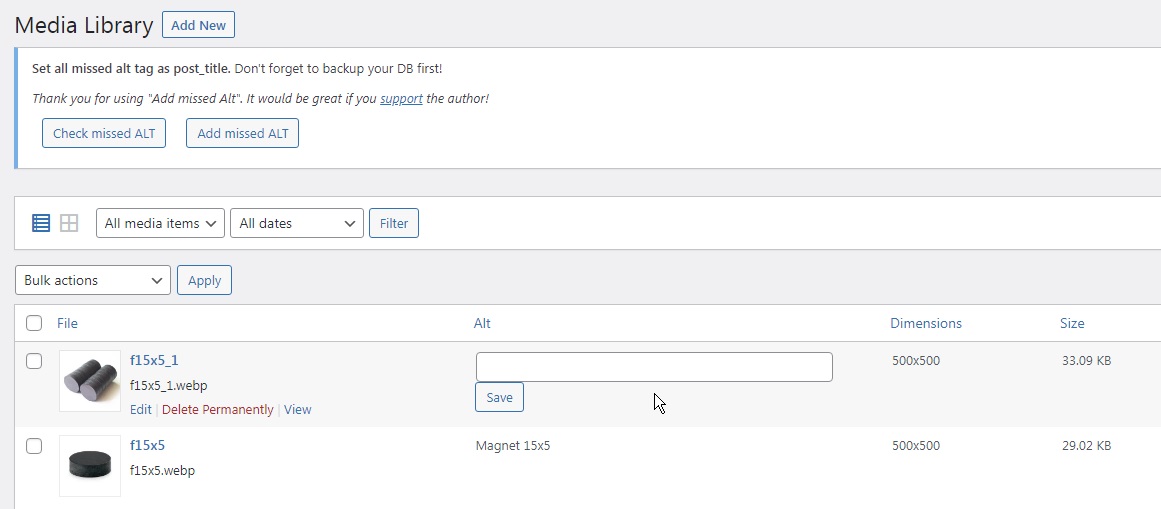 Media Library Add New
Set all missed alt tag as post_title. Don't forget to backup your DB first!
Thank you for using "Add missed Alt". It would be great if you support the author!
Check missed ALT Add missed ALT
All media items All dates Filter
Bulk actions Apply
File Alt Dimensions Size
f15x5_1 500x500 33.09 KB
f15x5_1.webp
Save
Edit | Delete Permanently | View
f15x5 Magnet 15x5 500x500 29.02 KB
f15x5.webp